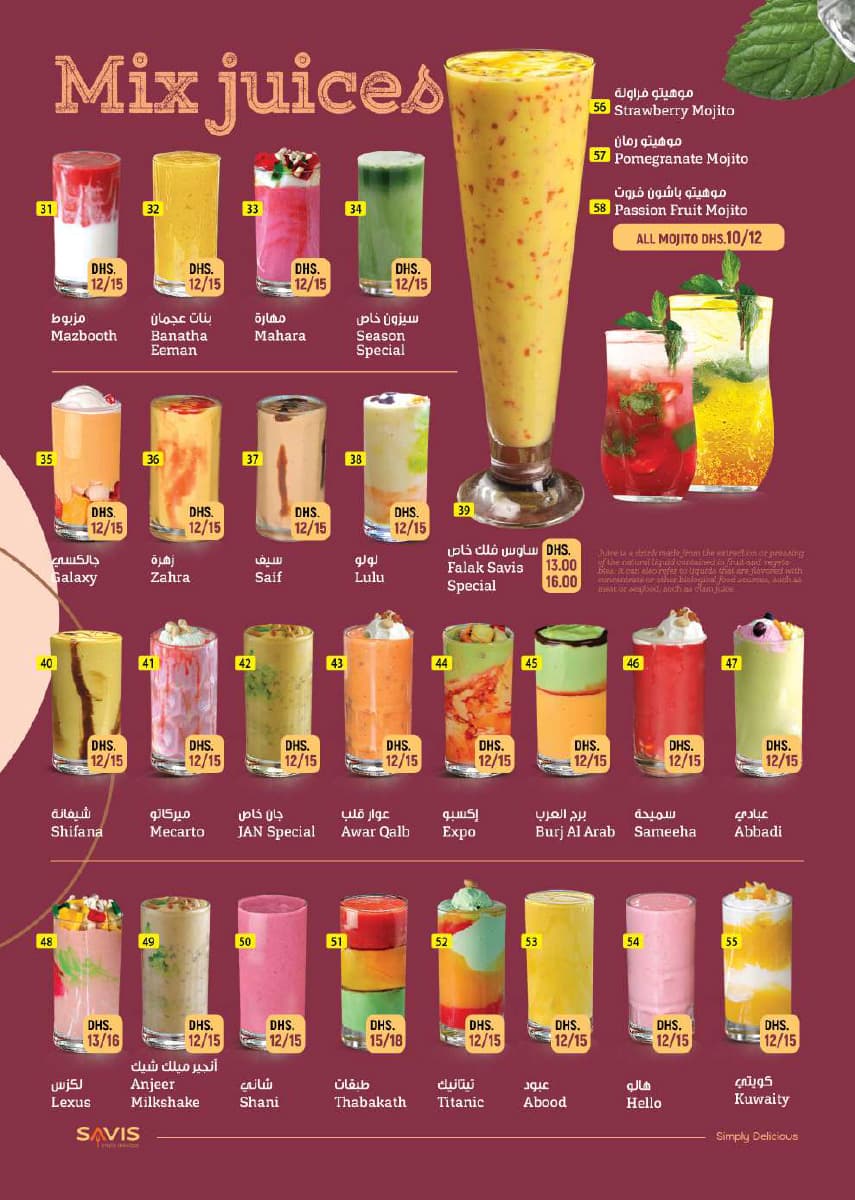 Mix juices
56
موهيتو فراولة
Strawberry Mojito
57
موهيتو رمان
Pomegranate Mojito
58
موهيتو باشون فروت
Passion Fruit Mojito
ALL MOJITO DHS.10/12
31
DHS.
12/15
مزبوط
Mazbooth
32
DHS.
12/15
بنات عجمان
Banatha
Eeman
33
DHS.
12/15
مهارة
Mahara
34
DHS.
12/15
سيزون خاص
Season
Special
35
DHS.
12/15
جالكسي
Galaxy
36
DHS.
12/15
زهرة
Zahra
37
DHS.
12/15
سيف
Saif
38
DHS.
12/15
لولو
Lulu
39
ساوس فلك خاص
Falak Savis
Special
DHS.
13.00
16.00
Juice is a drink made from the extraction or pressing
of the natural liquid contained in fruit and vegeta-
bles. It can also refer to liquids that are flavored with
concentrate or other biological food sources, such as
meat or seafood, such as clam juice.
40
DHS.
12/15
شيفانة
Shifana
41
DHS.
12/15
ميركاتو
Mecarto
42
DHS.
12/15
جان خاص
JAN Special
43
DHS.
12/15
عوار قلب
Awar Qalb
44
DHS.
12/15
إكسبو
Expo
45
DHS.
12/15
برج العرب
Burj Al Arab
46
DHS.
12/15
سميحة
Sameeha
47
DHS.
12/15
عبادي
Abbadi
48
DHS.
13/16
لكزس
Lexus
49
DHS.
12/15
أنجير ميلك شيك
Anjeer
Milkshake
50
DHS.
12/15
شاني
Shani
51
DHS.
15/18
طبقات
Thabakath
52
DHS.
12/15
تيتانيك
Titanic
53
DHS.
12/15
عبود
Abood
54
DHS.
12/15
هالو
Hello
55
DHS.
12/15
كويتي
Kuwaity
SAVIS
Simply Delicious